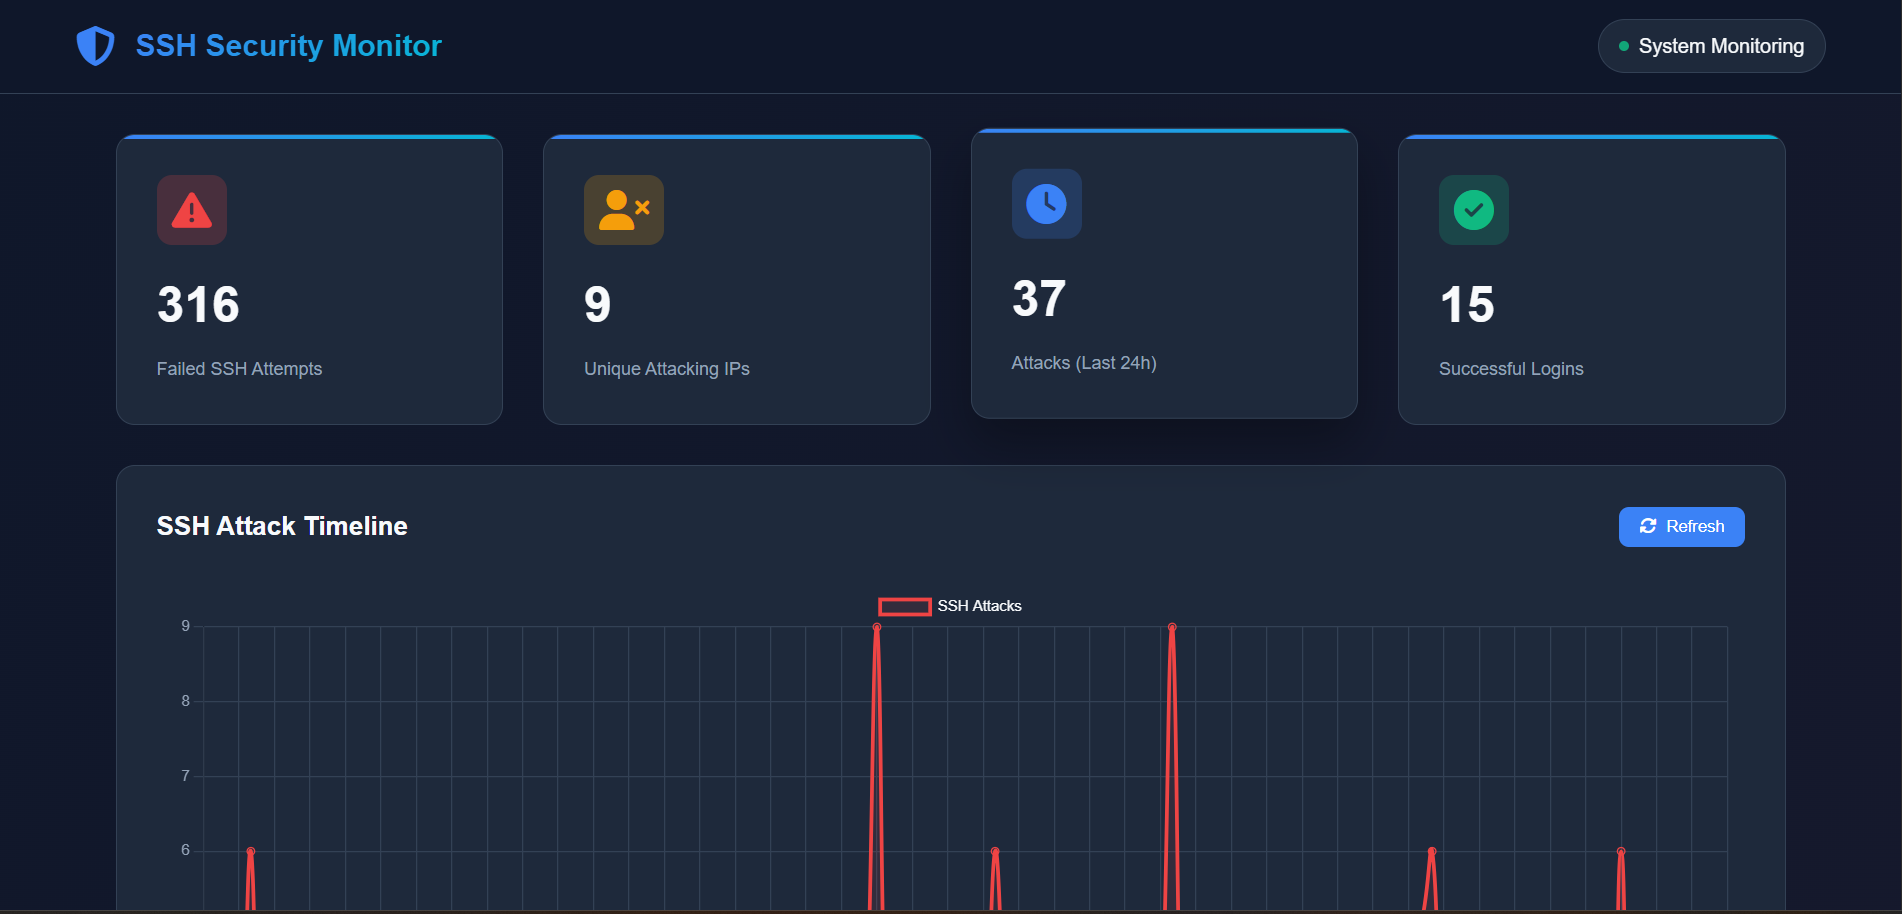 SSH Security Monitor
System Monitoring
316
Failed SSH Attempts
9
Unique Attacking IPs
37
Attacks (Last 24h)
15
Successful Logins
SSH Attack Timeline
Refresh
SSH Attacks
9
8
7
6